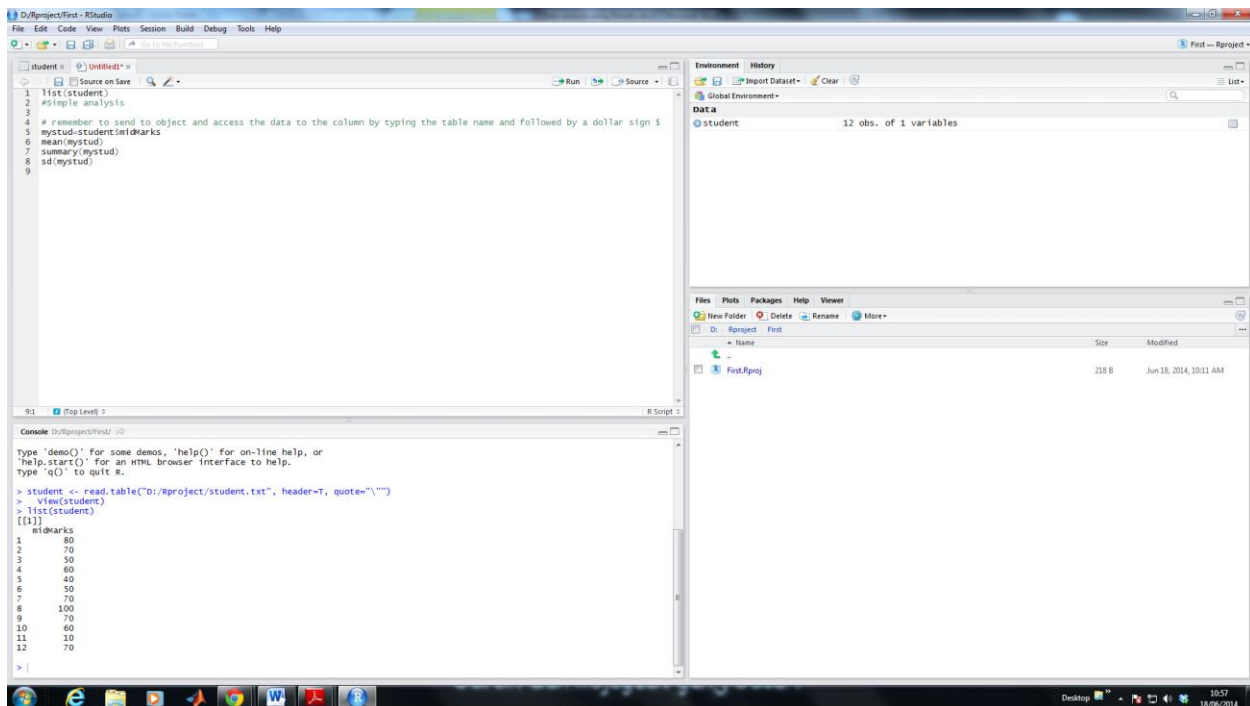 D:/Rproject/First - RStudio
File Edit Code View Plots Session Build Debug Tools Help
Go to file/function
First — Rproject
student
Untitled1*
Source on Save
Run
Source
1 list(student)
2 #Simple analysis
3
4 # remember to send to object and access the data to the column by typing the table name and followed by a dollar sign $
5 mystud=student$midMarks
6 mean(mystud)
7 summary(mystud)
8 sd(mystud)
9
9:1 (Top Level) R Script
Console D:/Rproject/First/
Type 'demo()' for some demos, 'help()' for on-line help, or
'help.start()' for an HTML browser interface to help.
Type 'q()' to quit R.
> student <- read.table("D:/Rproject/student.txt", header=T, quote="\"")
> View(student)
> list(student)
[[1]]
midMarks
1 80
2 70
3 50
4 60
5 40
6 50
7 70
8 100
9 70
10 60
11 10
12 70
>
Environment History
Import Dataset Clear
List
Global Environment
Data
student 12 obs. of 1 variables
Files Plots Packages Help Viewer
New Folder Delete Rename More
D: Rproject First
Name Size Modified
..
First.Rproj 218 B Jun 18, 2014, 10:11 AM
Desktop
10:57
18/06/2014